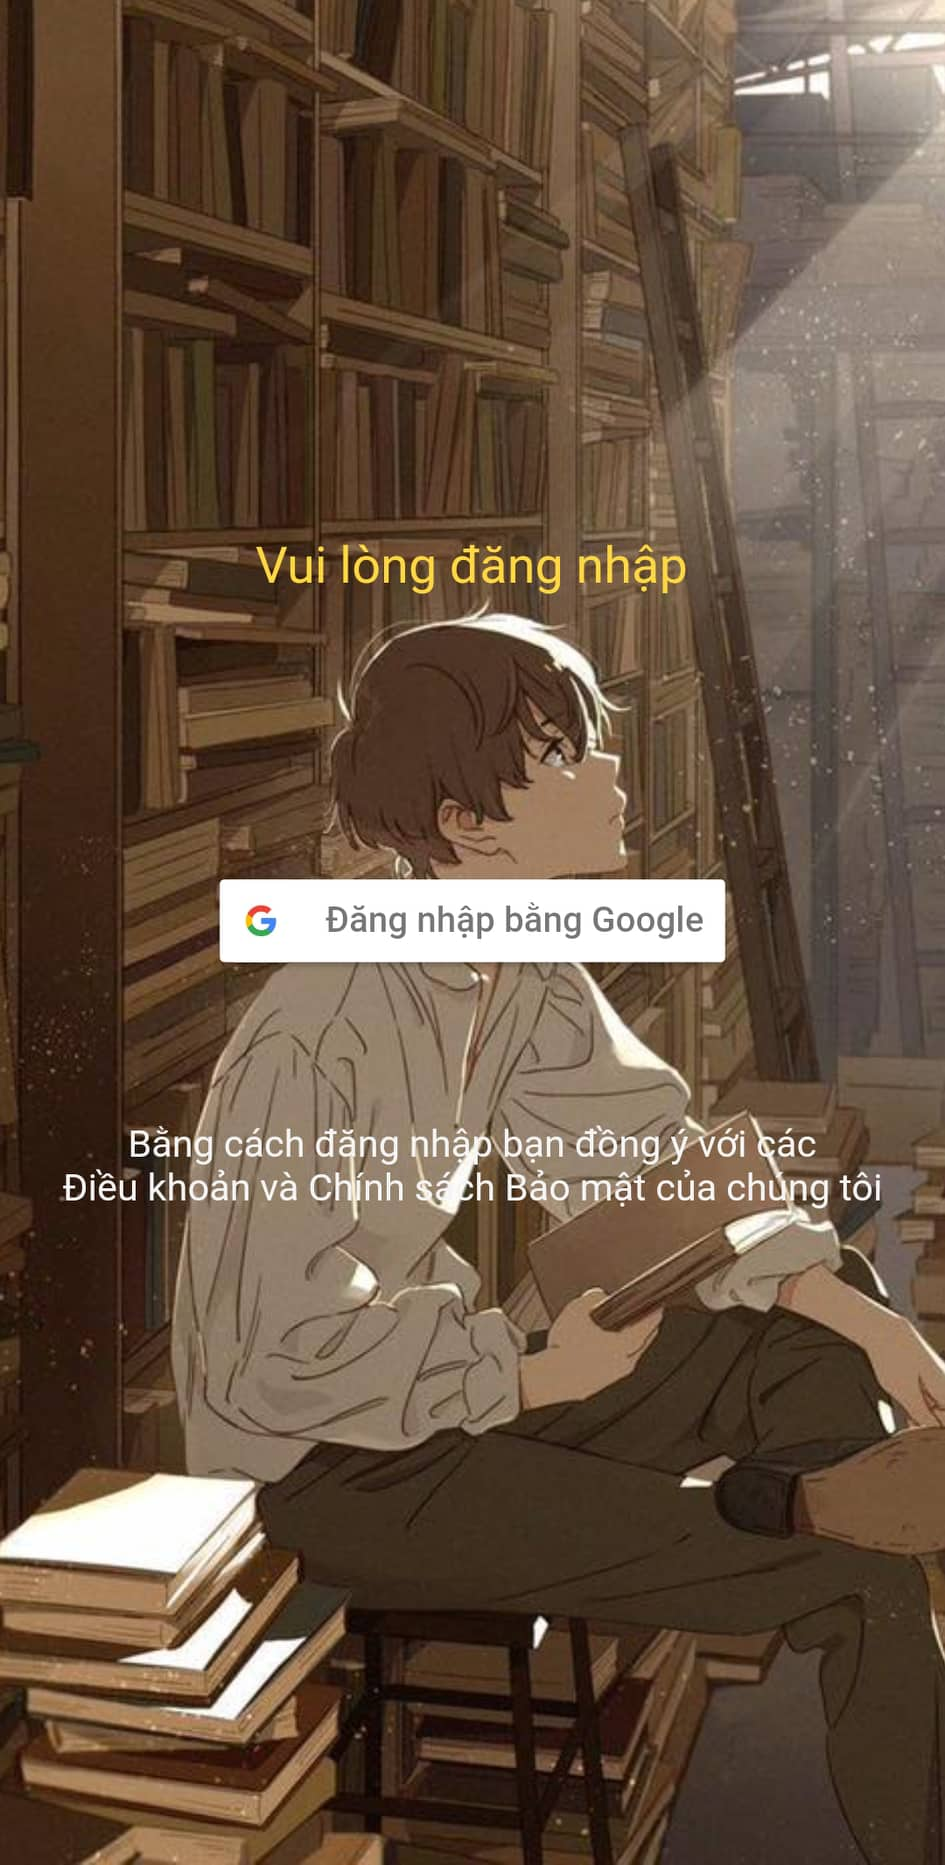 Vui lòng đăng nhập
Đăng nhập bằng Google
Bằng cách đăng nhập bạn đồng ý với các
Điều khoản và Chính sách Bảo mật của chúng tôi